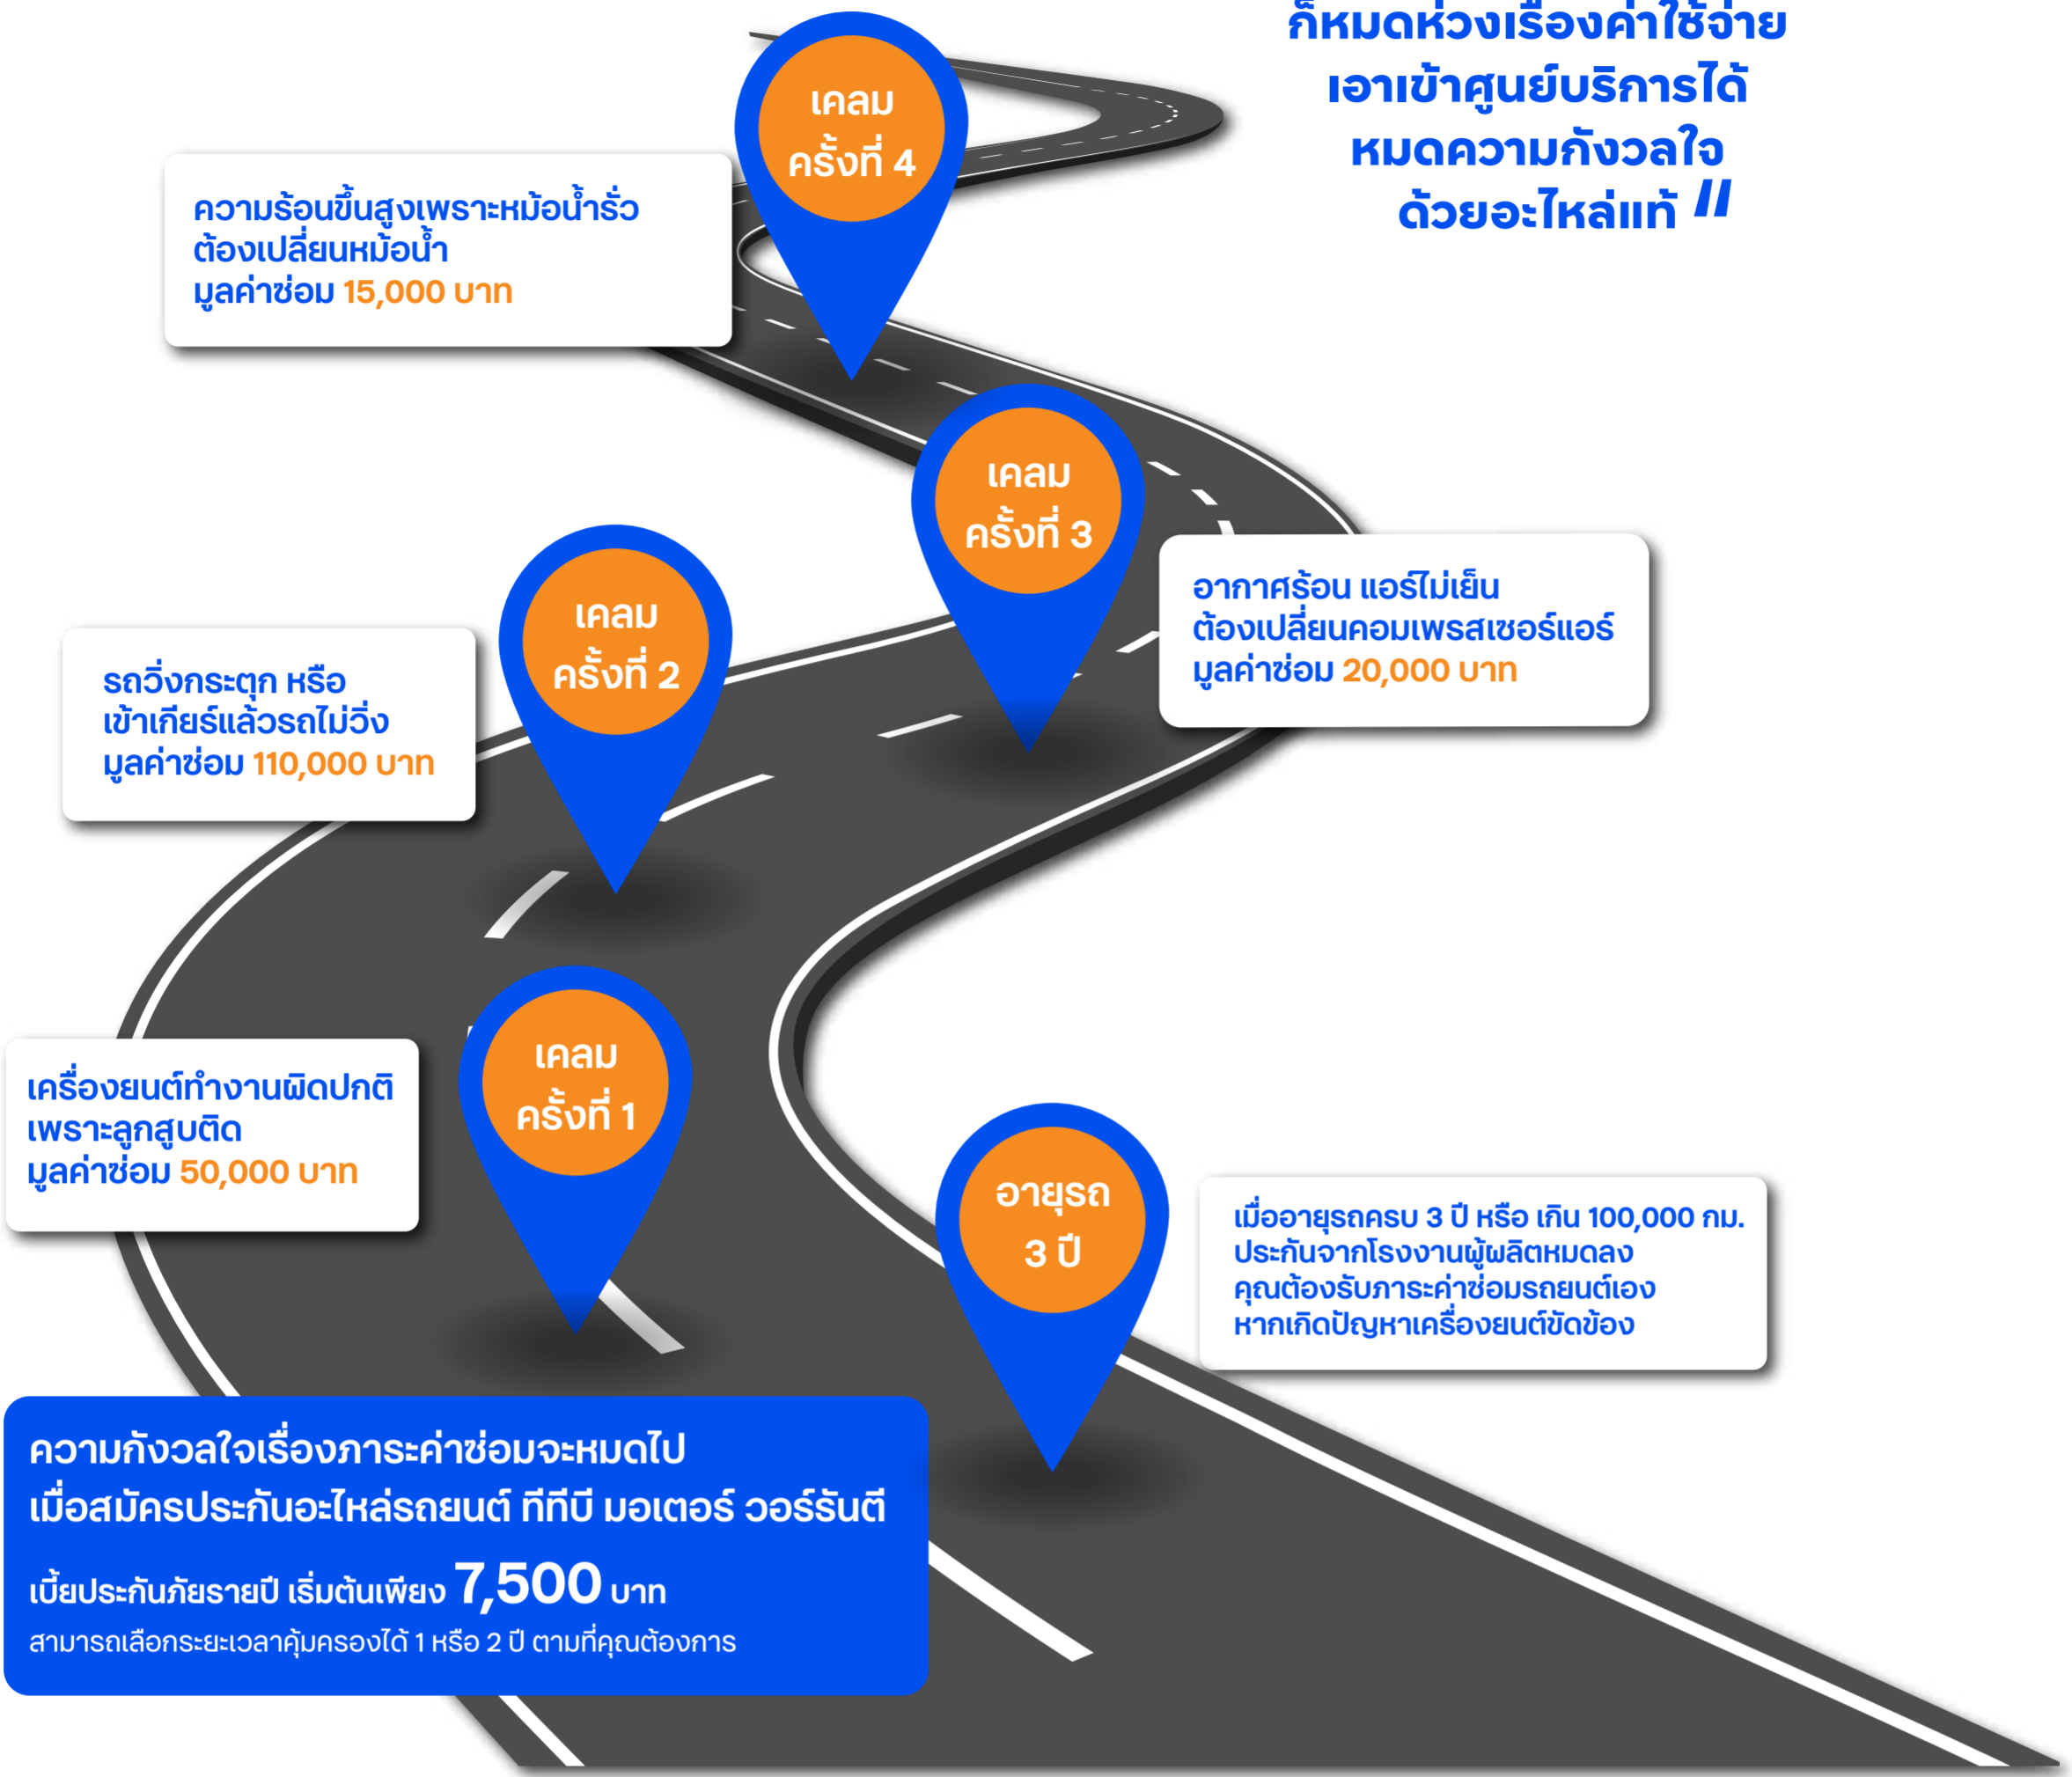 ก็หมดห่วงเรื่องค่าใช้จ่าย
เอาเข้าศูนย์บริการได้
หมดความกังวลใจ
ด้วยอะไหล่แท้ "
เคลม
ครั้งที่ 4
ความร้อนขึ้นสูงเพราะหม้อน้ำรั่ว
ต้องเปลี่ยนหม้อน้ำ
มูลค่าซ่อม 15,000 บาท
เคลม
ครั้งที่ 3
อากาศร้อน แอร์ไม่เย็น
ต้องเปลี่ยนคอมเพรสเซอร์แอร์
มูลค่าซ่อม 20,000 บาท
เคลม
ครั้งที่ 2
รถวิ่งกระตุก หรือ
เข้าเกียร์แล้วรถไม่วิ่ง
มูลค่าซ่อม 110,000 บาท
เคลม
ครั้งที่ 1
เครื่องยนต์ทำงานผิดปกติ
เพราะลูกสูบติด
มูลค่าซ่อม 50,000 บาท
อายุรถ
3 ปี
เมื่ออายุรถครบ 3 ปี หรือ เกิน 100,000 กม.
ประกันจากโรงงานผู้ผลิตหมดลง
คุณต้องรับภาระค่าซ่อมรถยนต์เอง
หากเกิดปัญหาเครื่องยนต์ขัดข้อง
ความกังวลใจเรื่องภาระค่าซ่อมจะหมดไป
เมื่อสมัครประกันอะไหล่รถยนต์ ทีทีบี มอเตอร์ วอร์รันตี
เบี้ยประกันภัยรายปี เริ่มต้นเพียง 7,500 บาท
สามารถเลือกระยะเวลาคุ้มครองได้ 1 หรือ 2 ปี ตามที่คุณต้องการ